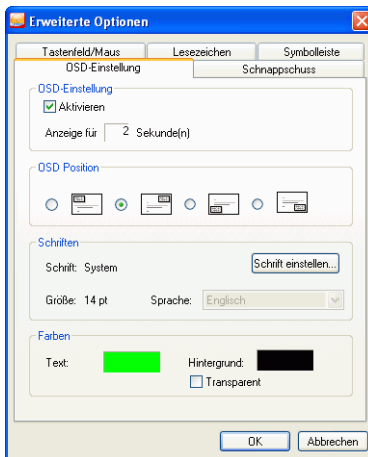 Erweiterte Optionen
Tastenfeld/Maus Lesezeichen Symbolleiste
OSD-Einstellung Schnappschuss
OSD-Einstellung
Aktivieren
Anzeige für 2 Sekunde(n)
OSD Position
Schriften
Schrift: System Schrift einstellen...
Größe: 14 pt Sprache: Englisch
Farben
Text: Hintergrund:
Transparent
OK Abbrechen